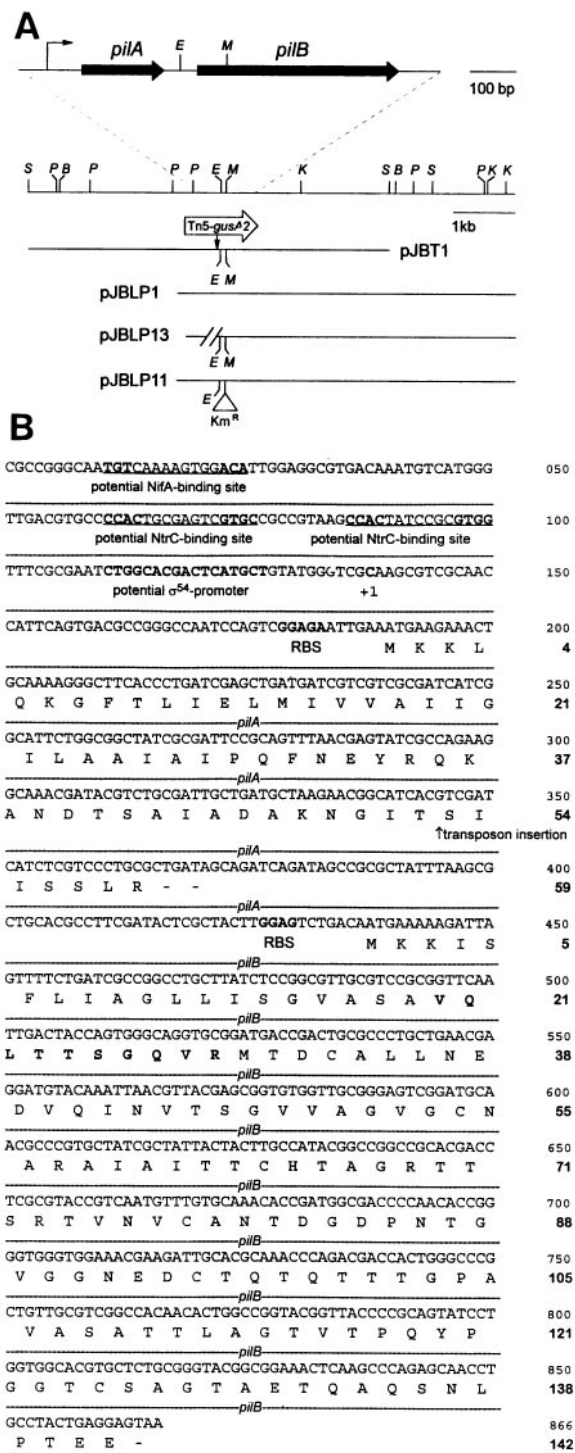 A
pilA E M pilB
100 bp
S P B P P P E M K S B P S P K K
1kb
Tn5-gusA2
pJBT1
E M
pJBLP1
pJBLP13
E M
pJBLP11
E
Km R
B
CGCCGGGCAATGTCAAAAGTGGACATTGGAGGCGTGACAAATGTCATGGG 050
potential NifA-binding site
TTGACGTGCCCCACTGCGAGTCGTGCCGCCGTAAGCCACTATCCGCGTGG 100
potential NtrC-binding site potential NtrC-binding site
TTTCGCGAATCTGGCACGACTCATGCTGTATGGGTCGCAAGCGTCGCAAC 150
potential σ54-promoter +1
CATTCAGTGACGCCGGGCCAATCCAGTCGGAGAATTGAAATGAAGAAACT 200
RBS M K K L 4
GCAAAAGGGCTTCACCCTGATCGAGCTGATGATCGTCGTCGCGATCATCG 250
Q K G F T L I E L M I V V A I I G 21
pilA
GCATTCTGGCGGCTATCGCGATTCCGCAGTTTAACGAGTATCGCCAGAAG 300
I L A A I A I P Q F N E Y R Q K 37
pilA
GCAAACGATACGTCTGCGATTGCTGATGCTAAGAACGGCATCACGTCGAT 350
A N D T S A I A D A K N G I T S I 54
pilA
↑transposon insertion
CATCTCGTCCCTGCGCTGATAGCAGATCAGATAGCCGCGCTATTTAAGCG 400
I S S L R - - 59
pilA
CTGCACGCCTTCGATACTCGCTACTTGGAGTCTGACAATGAAAAAGATTA 450
RBS M K K I S 5
pilB
GTTTTCTGATCGCCGGCCTGCTTATCTCCGGCGTTGCGTCCGCGGTTCAA 500
F L I A G L L I S G V A S A V Q 21
pilB
TTGACTACCAGTGGGCAGGTGCGGATGACCGACTGCGCCCTGCTGAACGA 550
L T T S G Q V R M T D C A L L N E 38
pilB
GGATGTACAAATTAACGTTACGAGCGGTGTGGTTGCGGGAGTCGGATGCA 600
D V Q I N V T S G V V A G V G C N 55
pilB
ACGCCCGTGCTATCGCTATTACTACTTGCCATACGGCCGGCCGCACGACC 650
A R A I A I T T C H T A G R T T 71
pilB
TCGCGTACCGTCAATGTTTGTGCAAACACCGATGGCGACCCCAACACCGG 700
S R T V N V C A N T D G D P N T G 88
pilB
GGTGGGTGGAAACGAAGATTGCACGCAAACCCAGACGACCACTGGGCCCG 750
V G G N E D C T Q T Q T T T G P A 105
pilB
CTGTTGCGTCGGCCACAACACTGGCCGGTACGGTTACCCCGCAGTATCCT 800
V A S A T T L A G T V T P Q Y P 121
pilB
GGTGGCACGTGCTCTGCGGGTACGGCGGAAACTCAAGCCCAGAGCAACCT 850
G G T C S A G T A E T Q A Q S N L 138
pilB
GCCTACTGAGGAGTAA 866
P T E E - 142